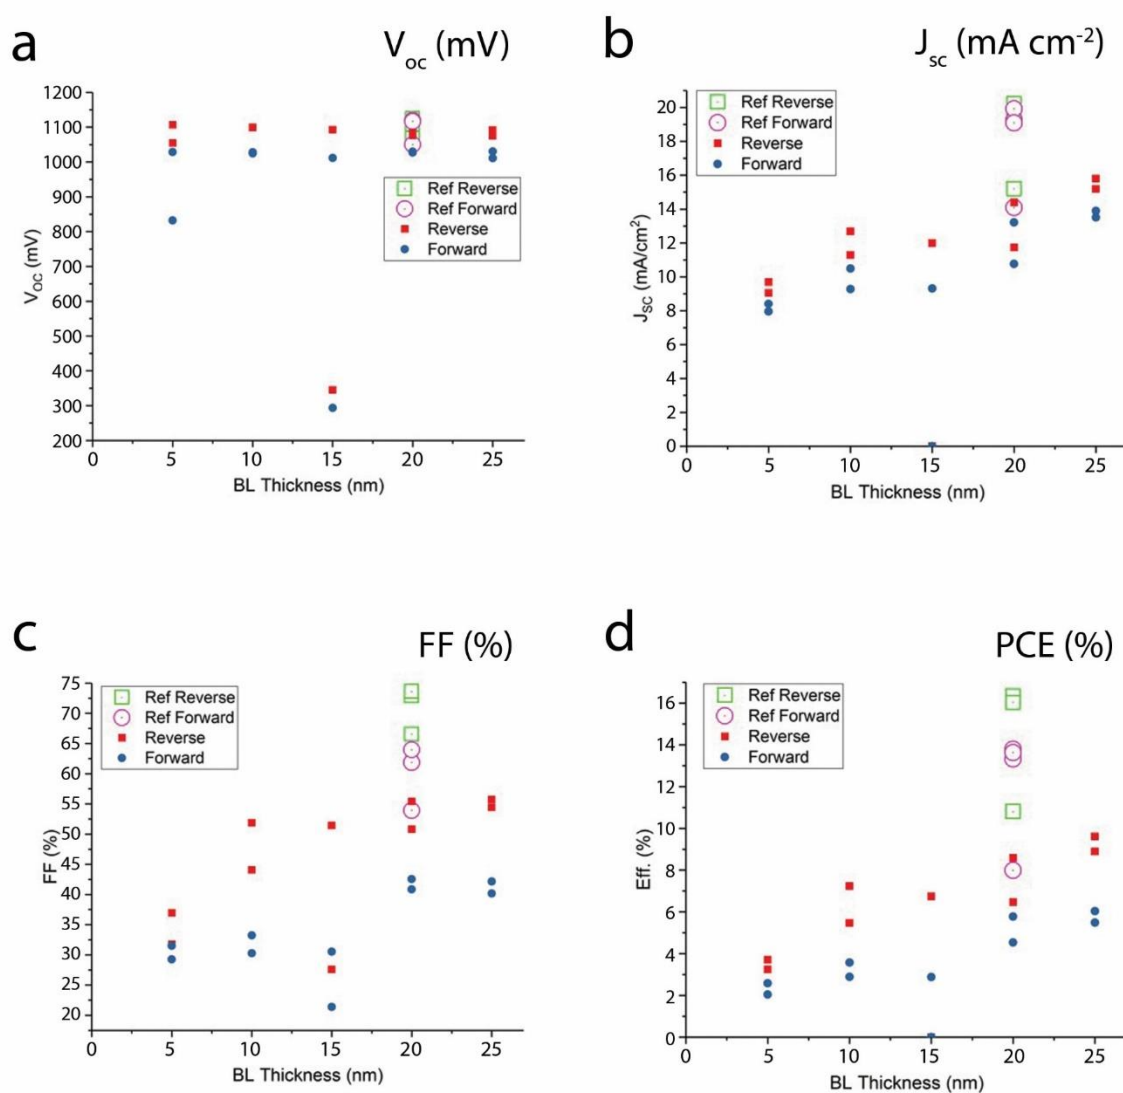 a
V_oc (mV)
1200
1100
1000
900
800
700
600
500
400
300
200
V_OC (mV)
Ref Reverse
Ref Forward
Reverse
Forward
0 5 10 15 20 25
BL Thickness (nm)
b
J_sc (mA cm⁻²)
20
18
16
14
12
10
8
6
4
2
0
J_SC (mA/cm²)
Ref Reverse
Ref Forward
Reverse
Forward
0 5 10 15 20 25
BL Thickness (nm)
c
FF (%)
75
70
65
60
55
50
45
40
35
30
25
20
FF (%)
Ref Reverse
Ref Forward
Reverse
Forward
0 5 10 15 20 25
BL Thickness (nm)
d
PCE (%)
16
14
12
10
8
6
4
2
0
Eff. (%)
Ref Reverse
Ref Forward
Reverse
Forward
0 5 10 15 20 25
BL Thickness (nm)